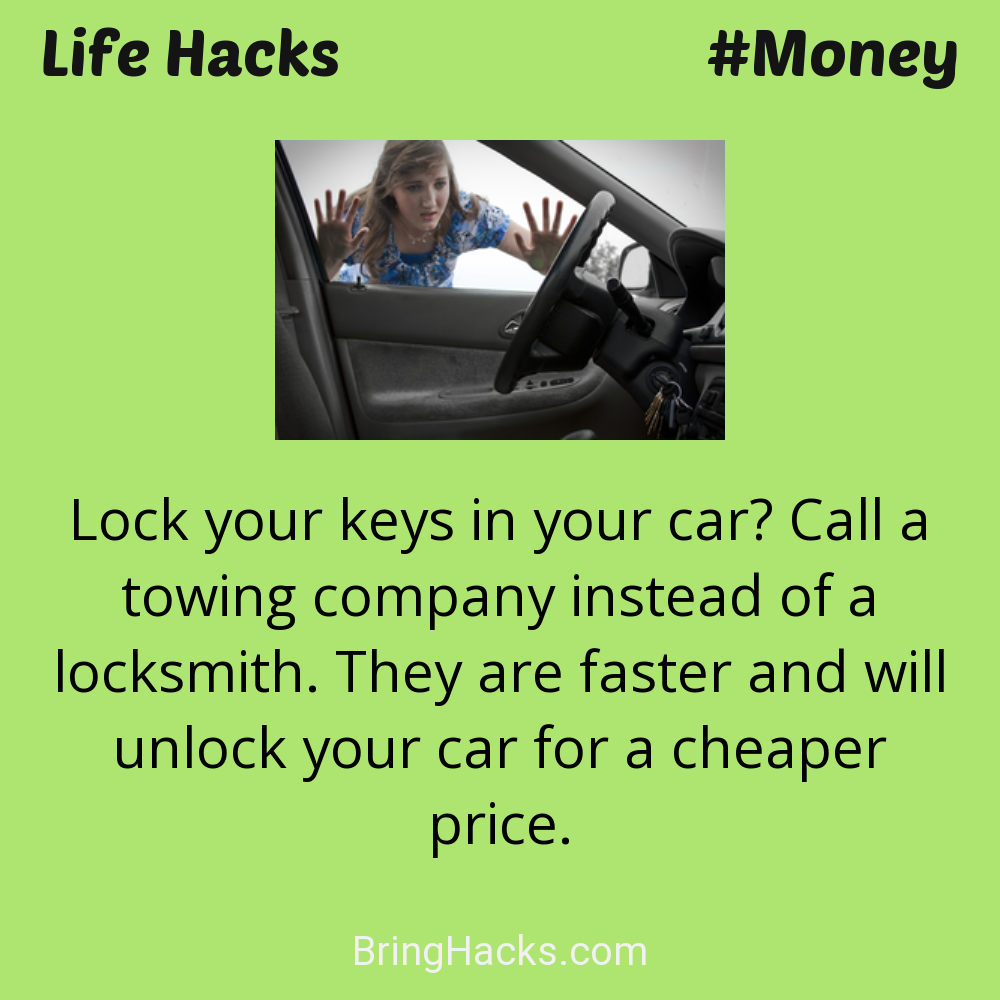 Life Hacks #Money
Lock your keys in your car? Call a
towing company instead of a
locksmith. They are faster and will
unlock your car for a cheaper
price.
BringHacks.com